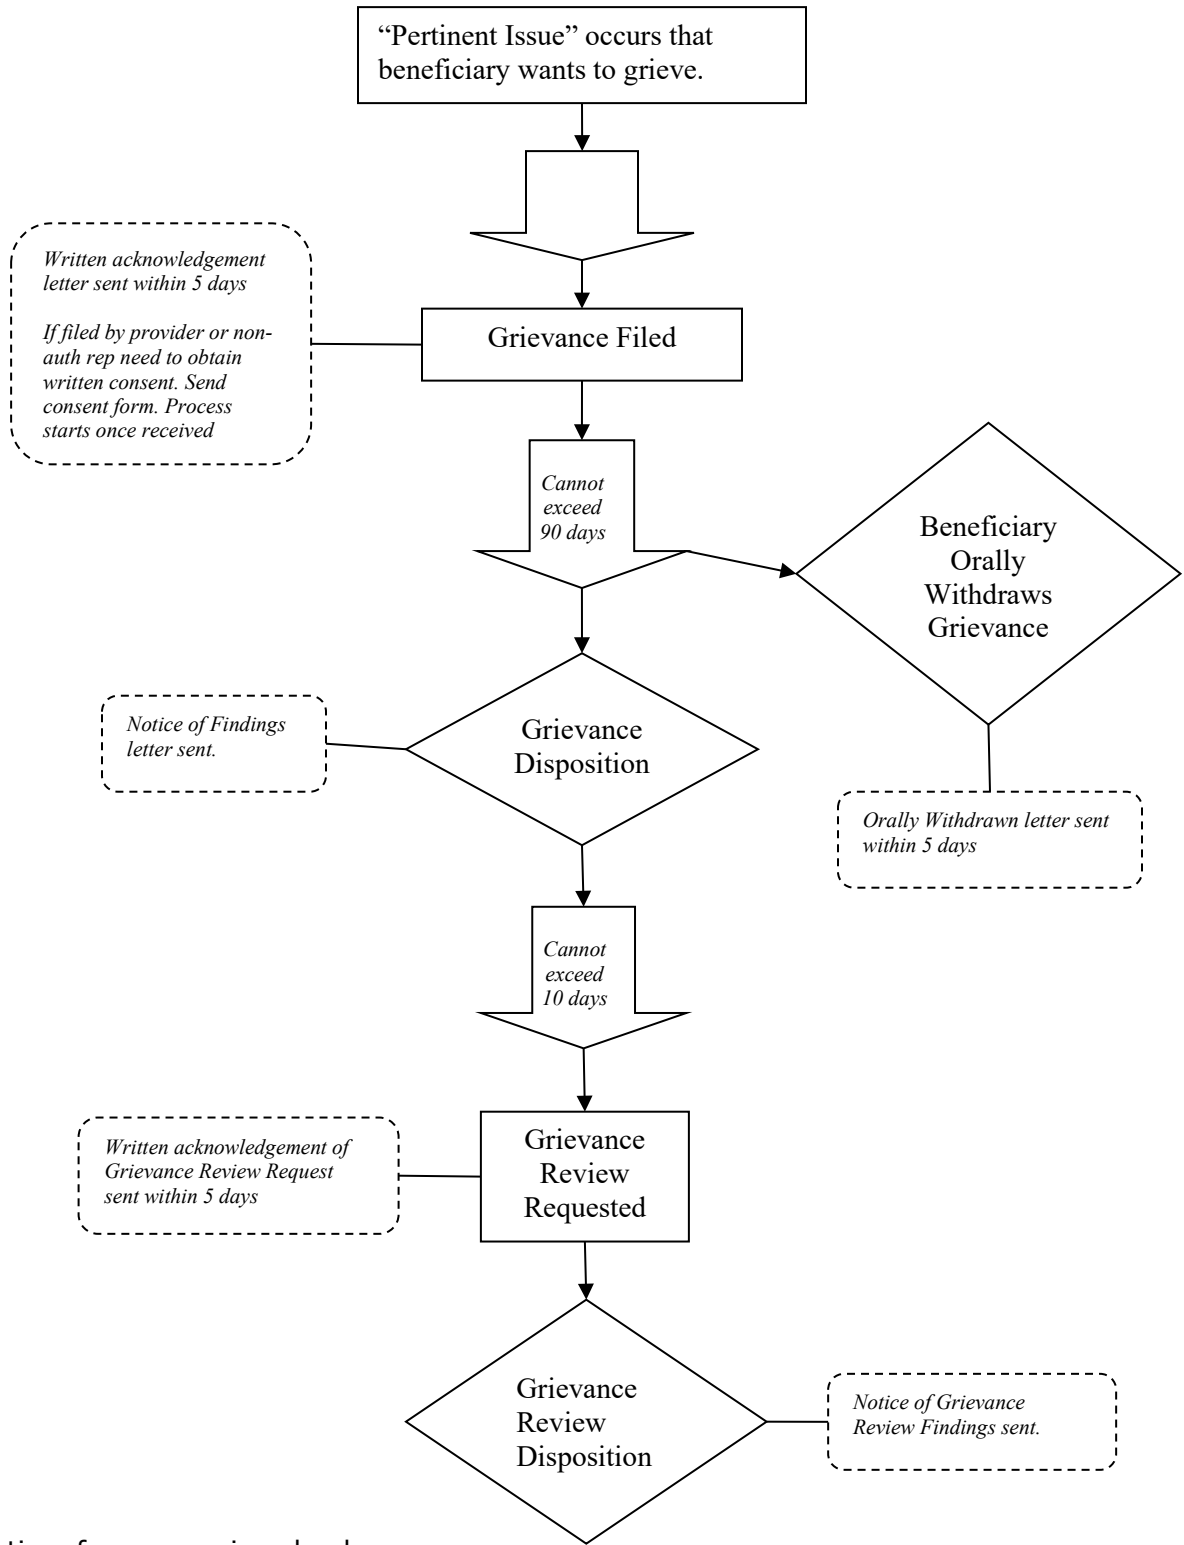 “Pertinent Issue” occurs that
beneficiary wants to grieve.
Written acknowledgement
letter sent within 5 days
If filed by provider or non-
auth rep need to obtain
written consent. Send
consent form. Process
starts once received
Grievance Filed
Cannot
exceed
90 days
Beneficiary
Orally
Withdraws
Grievance
Notice of Findings
letter sent.
Grievance
Disposition
Orally Withdrawn letter sent
within 5 days
Cannot
exceed
10 days
Written acknowledgement of
Grievance Review Request
sent within 5 days
Grievance
Review
Requested
Grievance
Review
Disposition
Notice of Grievance
Review Findings sent.